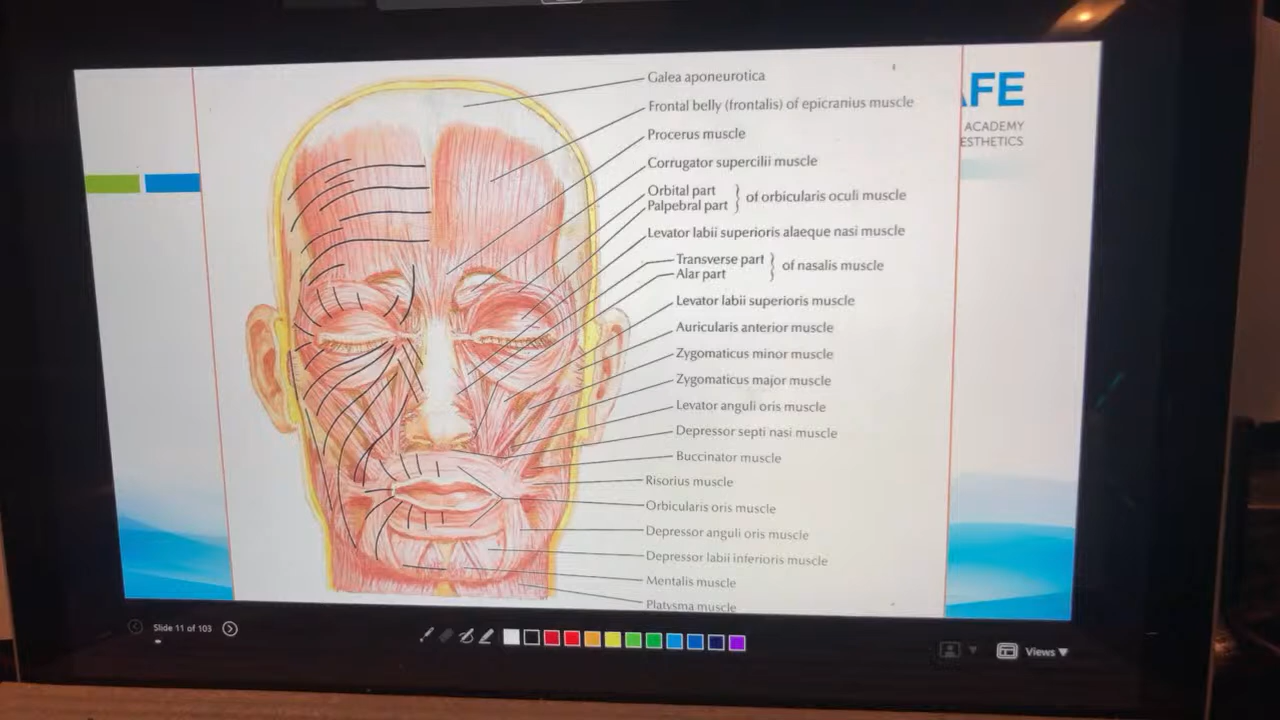 Galea aponeurotica
Frontal belly (frontalis) of epicranius muscle
Procerus muscle
Corrugator supercilii muscle
Orbital part
Palpebral part
of orbicularis oculi muscle
Levator labii superioris alaeque nasi muscle
Transverse part
Alar part
of nasalis muscle
Levator labii superioris muscle
Auricularis anterior muscle
Zygomaticus minor muscle
Zygomaticus major muscle
Levator anguli oris muscle
Depressor septi nasi muscle
Buccinator muscle
Risorius muscle
Orbicularis oris muscle
Depressor anguli oris muscle
Depressor labii inferioris muscle
Mentalis muscle
Platysma muscle
AFE
ACADEMY
ESTHETICS
Slide 11 of 103
Views